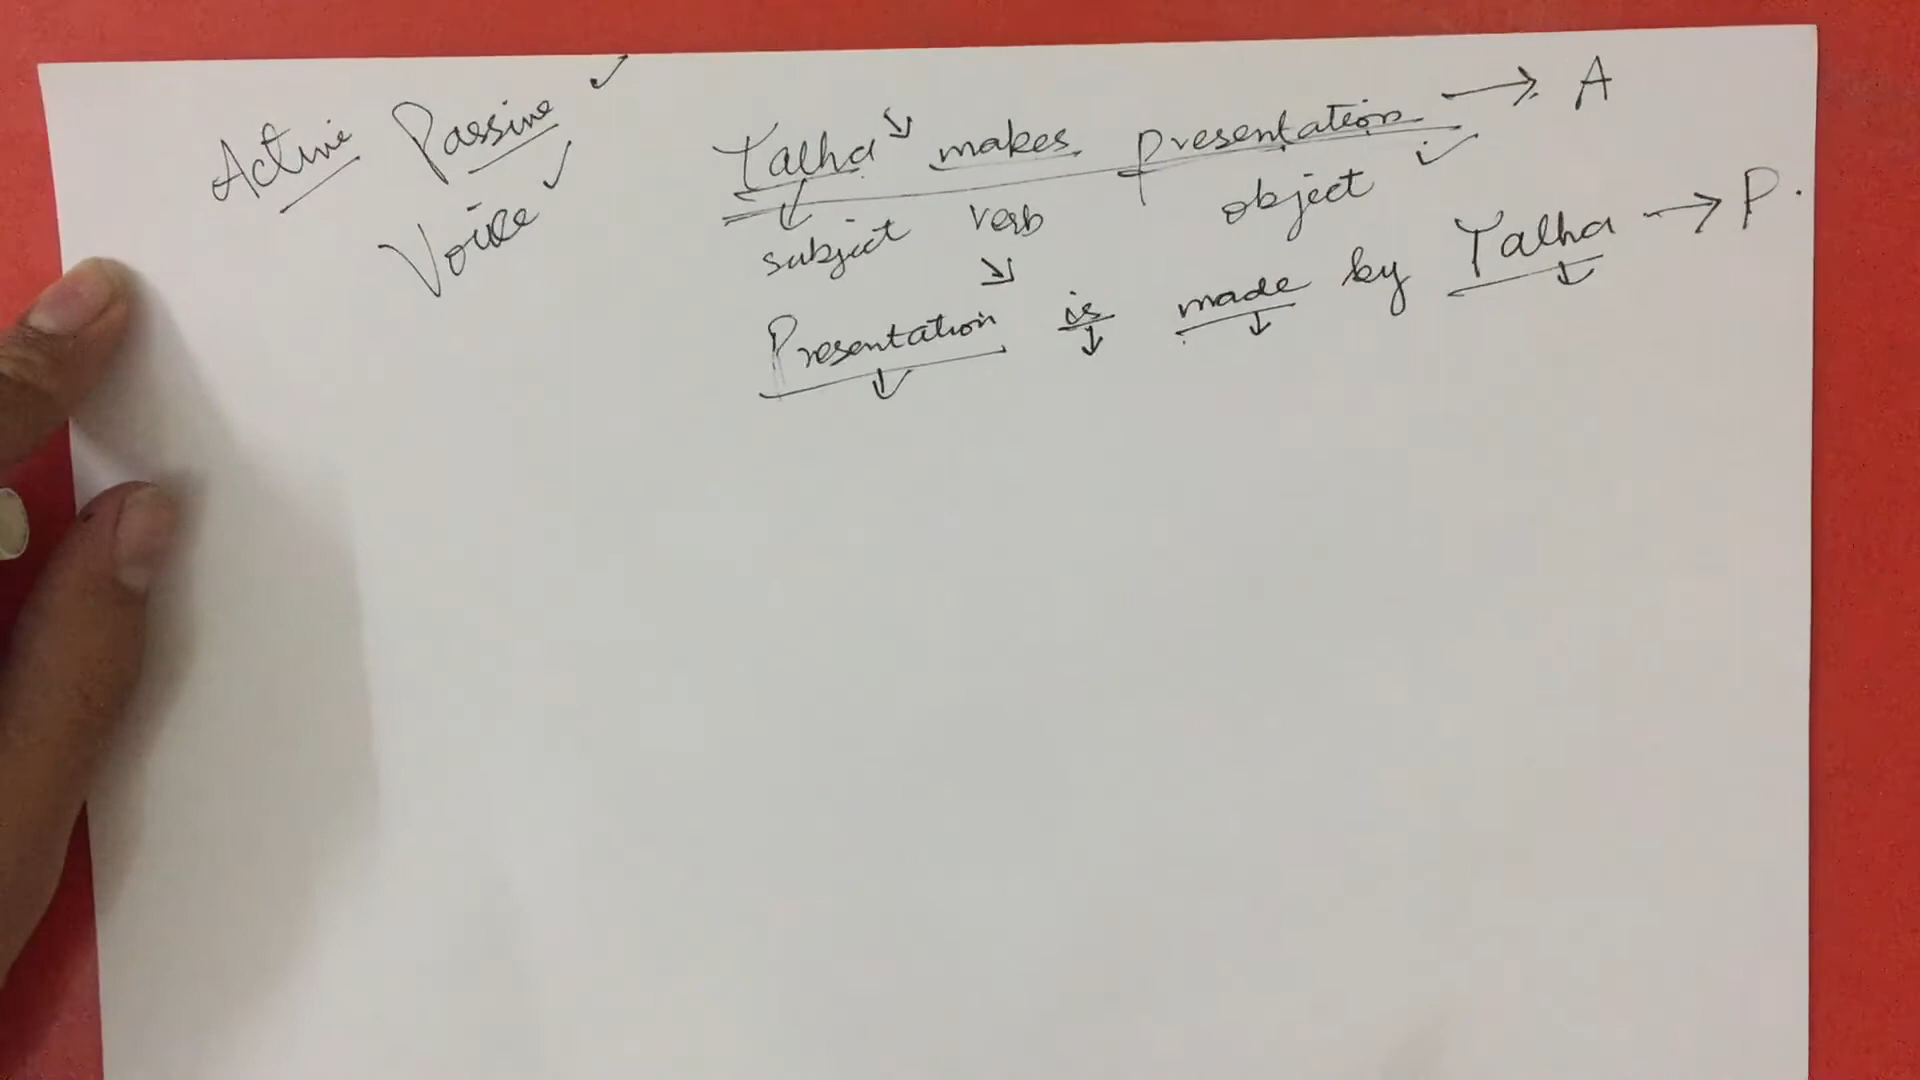 Active Passive
Voice
Talha makes presentation → A
subject verb object
Presentation is made by Talha → P.